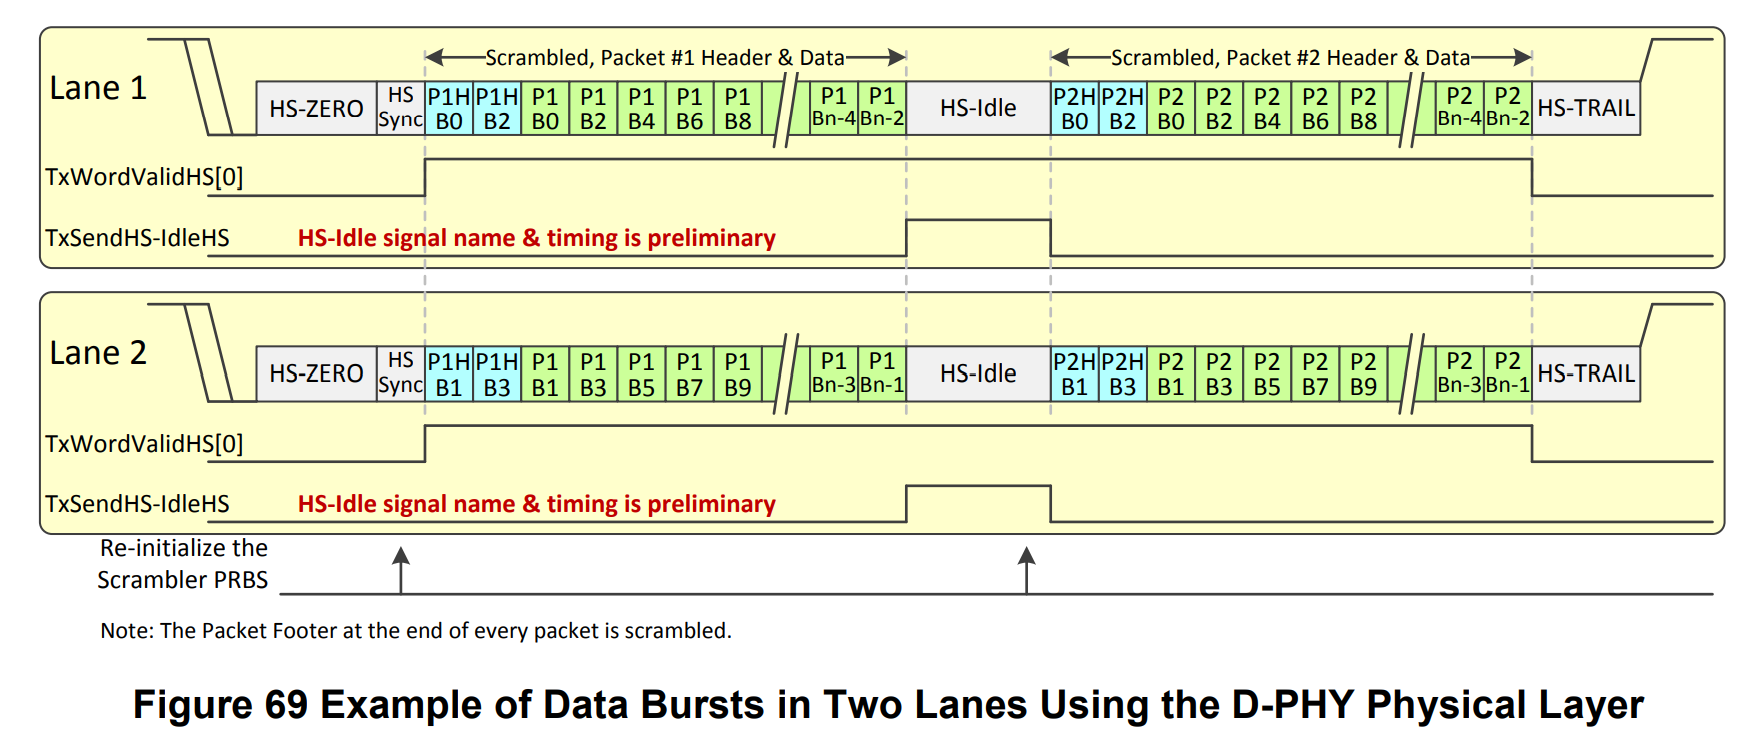 Scrambled, Packet #1 Header & Data
Scrambled, Packet #2 Header & Data
Lane 1
HS-ZERO
HS
Sync
P1H
B0
P1H
B2
P1
B0
P1
B2
P1
B4
P1
B6
P1
B8
P1
Bn-4
P1
Bn-2
HS-Idle
P2H
B0
P2H
B2
P2
B0
P2
B2
P2
B4
P2
B6
P2
B8
P2
Bn-4
P2
Bn-2
HS-TRAIL
TxWordValidHS[0]
TxSendHS-IdleHS
HS-Idle signal name & timing is preliminary
Lane 2
HS-ZERO
HS
Sync
P1H
B1
P1H
B3
P1
B1
P1
B3
P1
B5
P1
B7
P1
B9
P1
Bn-3
P1
Bn-1
HS-Idle
P2H
B1
P2H
B3
P2
B1
P2
B3
P2
B5
P2
B7
P2
B9
P2
Bn-3
P2
Bn-1
HS-TRAIL
TxWordValidHS[0]
TxSendHS-IdleHS
HS-Idle signal name & timing is preliminary
Re-initialize the
Scrambler PRBS
Note: The Packet Footer at the end of every packet is scrambled.
Figure 69 Example of Data Bursts in Two Lanes Using the D-PHY Physical Layer